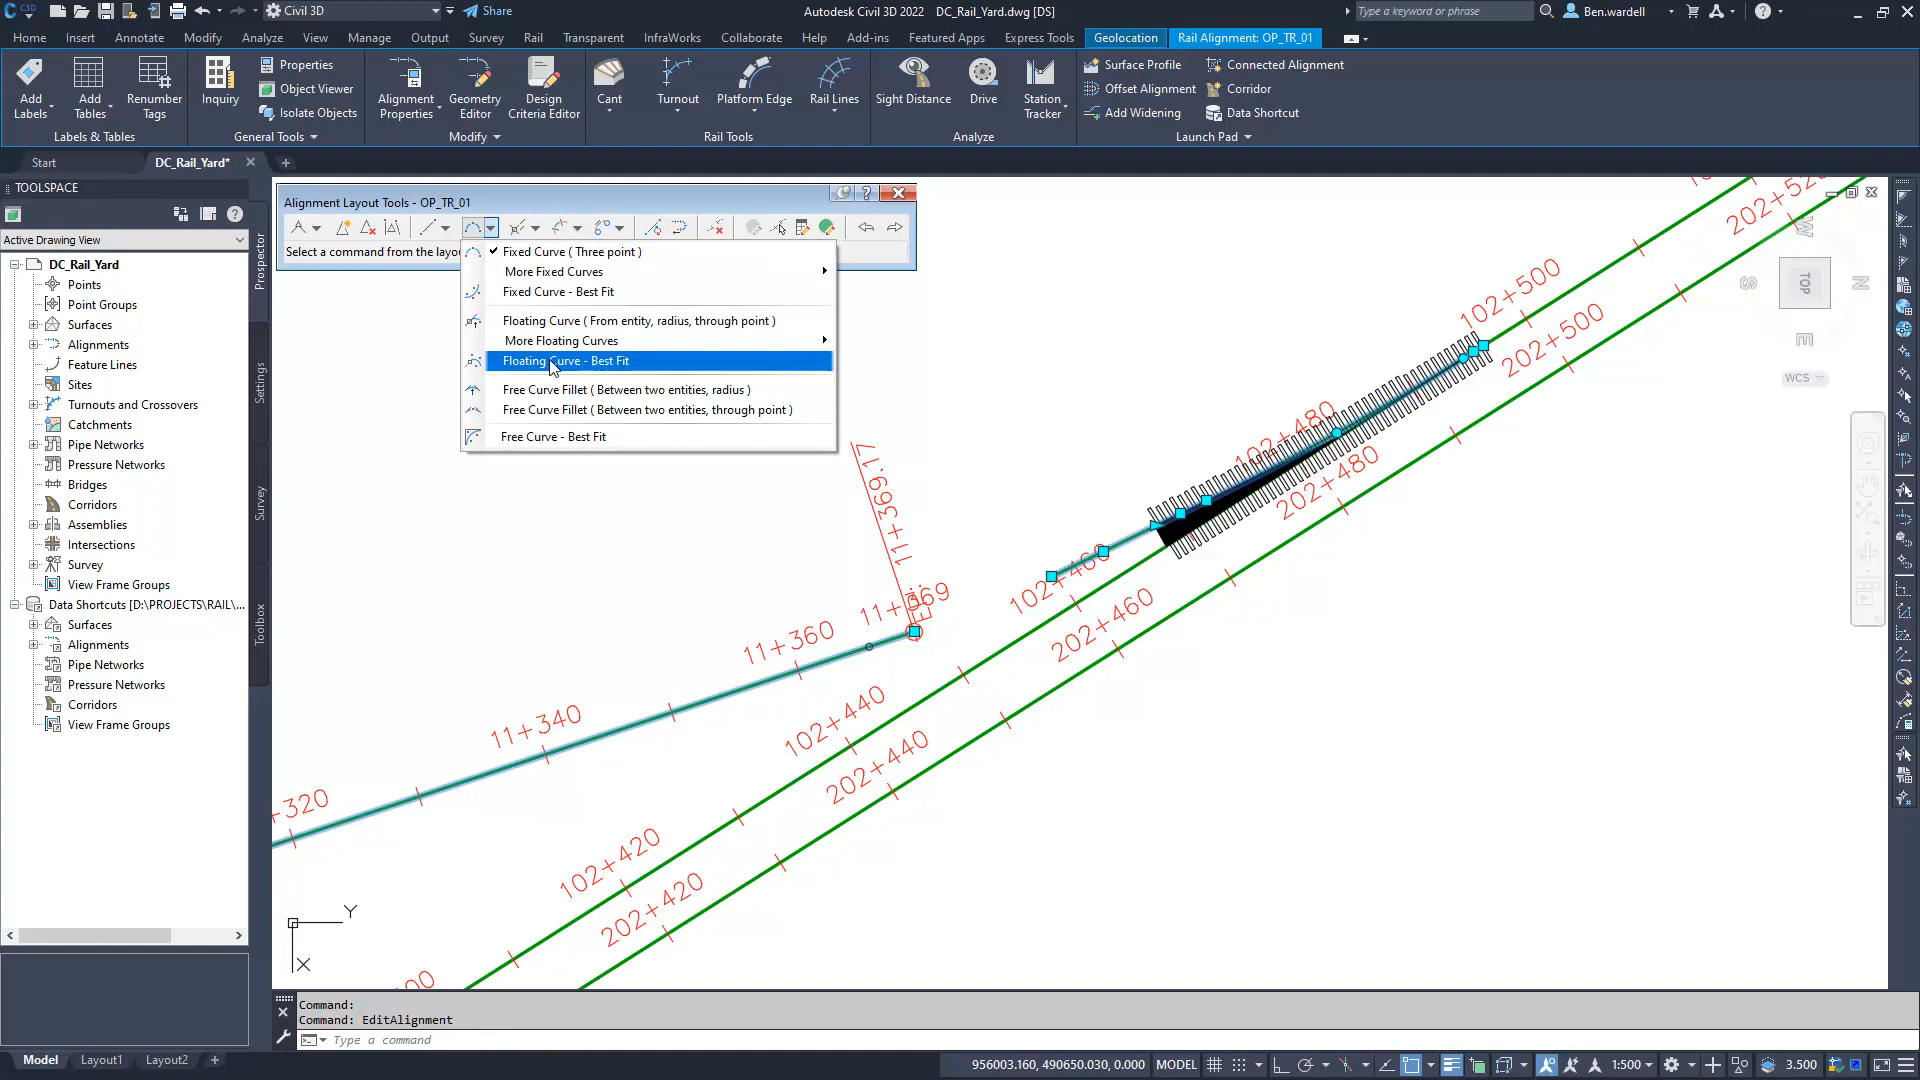 C3D
Civil 3D
Share
Autodesk Civil 3D 2022 DC_Rail_Yard.dwg [DS]
Type a keyword or phrase
Ben.wardell
Home Insert Annotate Modify Analyze View Manage Output Survey Rail Transparent InfraWorks Collaborate Help Add-ins Featured Apps Express Tools Geolocation Rail Alignment: OP_TR_01
Add Labels
Add Tables
Renumber Tags
Labels & Tables
Inquiry
Properties
Object Viewer
Isolate Objects
General Tools
Alignment Properties
Geometry Editor
Design Criteria Editor
Modify
Cant
Turnout
Platform Edge
Rail Lines
Rail Tools
Sight Distance
Drive
Station Tracker
Analyze
Surface Profile
Offset Alignment
Add Widening
Connected Alignment
Corridor
Data Shortcut
Launch Pad
Start
DC_Rail_Yard*
TOOLSPACE
Active Drawing View
DC_Rail_Yard
Points
Point Groups
Surfaces
Alignments
Feature Lines
Sites
Turnouts and Crossovers
Catchments
Pipe Networks
Pressure Networks
Bridges
Corridors
Assemblies
Intersections
Survey
View Frame Groups
Data Shortcuts [D:\PROJECTS\RAIL\...
Surfaces
Alignments
Pipe Networks
Pressure Networks
Corridors
View Frame Groups
Prospector
Settings
Survey
Toolbox
Alignment Layout Tools - OP_TR_01
Select a command from the layou
Fixed Curve ( Three point )
More Fixed Curves
Fixed Curve - Best Fit
Floating Curve ( From entity, radius, through point )
More Floating Curves
Floating Curve - Best Fit
Free Curve Fillet ( Between two entities, radius )
Free Curve Fillet ( Between two entities, through point )
Free Curve - Best Fit
202+520
102+500
202+500
102+480
202+480
102+460
202+460
11+369.17
11+369
11+360
11+340
+320
102+440
202+440
102+420
202+420
00
W
S
TOP
N
E
WCS
Y
X
Command:
Command: EditAlignment
Type a command
Model
Layout1
Layout2
956003.160, 490650.030, 0.000
MODEL
1:500
3.500